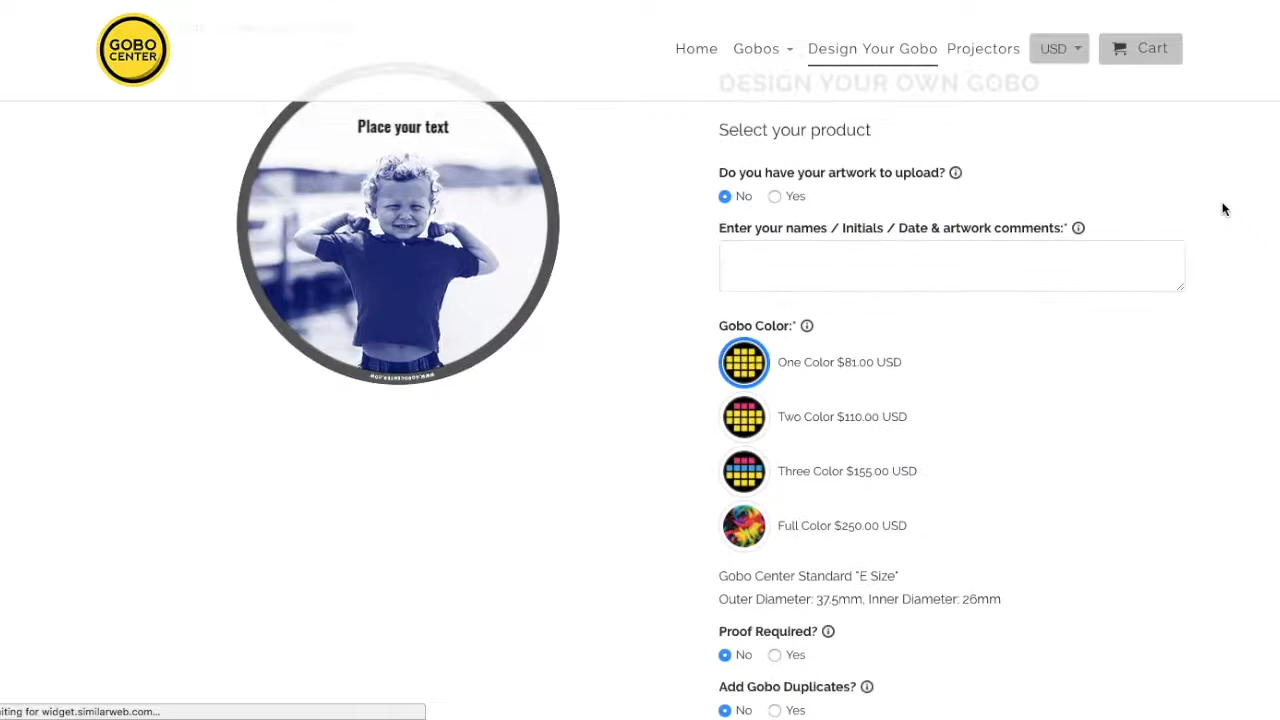 GOBO
CENTER
Home
Gobos
Design Your Gobo
Projectors
USD
Cart
Place your text
DESIGN YOUR OWN GOBO
Select your product
Do you have your artwork to upload?
No
Yes
Enter your names / Initials / Date & artwork comments:*
Gobo Color:*
One Color $81.00 USD
Two Color $110.00 USD
Three Color $155.00 USD
Full Color $250.00 USD
Gobo Center Standard "E Size"
Outer Diameter: 37.5mm, Inner Diameter: 26mm
Proof Required?
No
Yes
Add Gobo Duplicates?
No
Yes
WWW.GOBOCENTER.COM
iting for widget.similarweb.com...